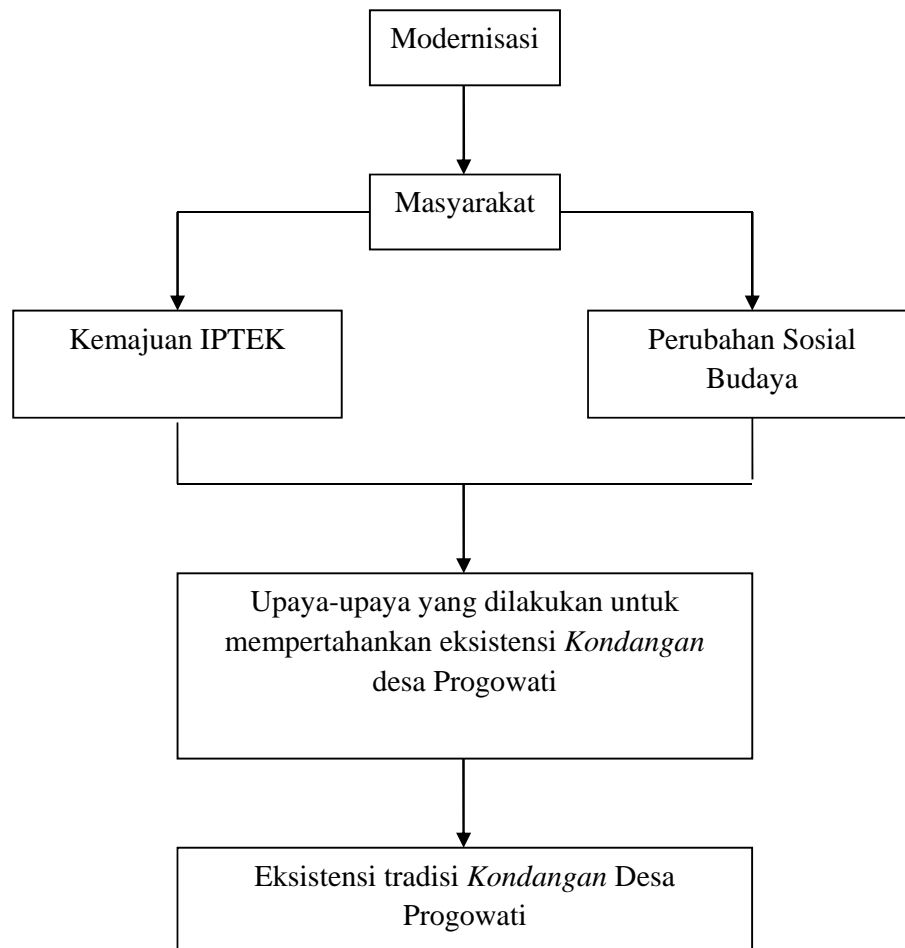 Modernisasi
Masyarakat
Kemajuan IPTEK
Perubahan Sosial
Budaya
Upaya-upaya yang dilakukan untuk
mempertahankan eksistensi Kondangan
desa Progowati
Eksistensi tradisi Kondangan Desa
Progowati